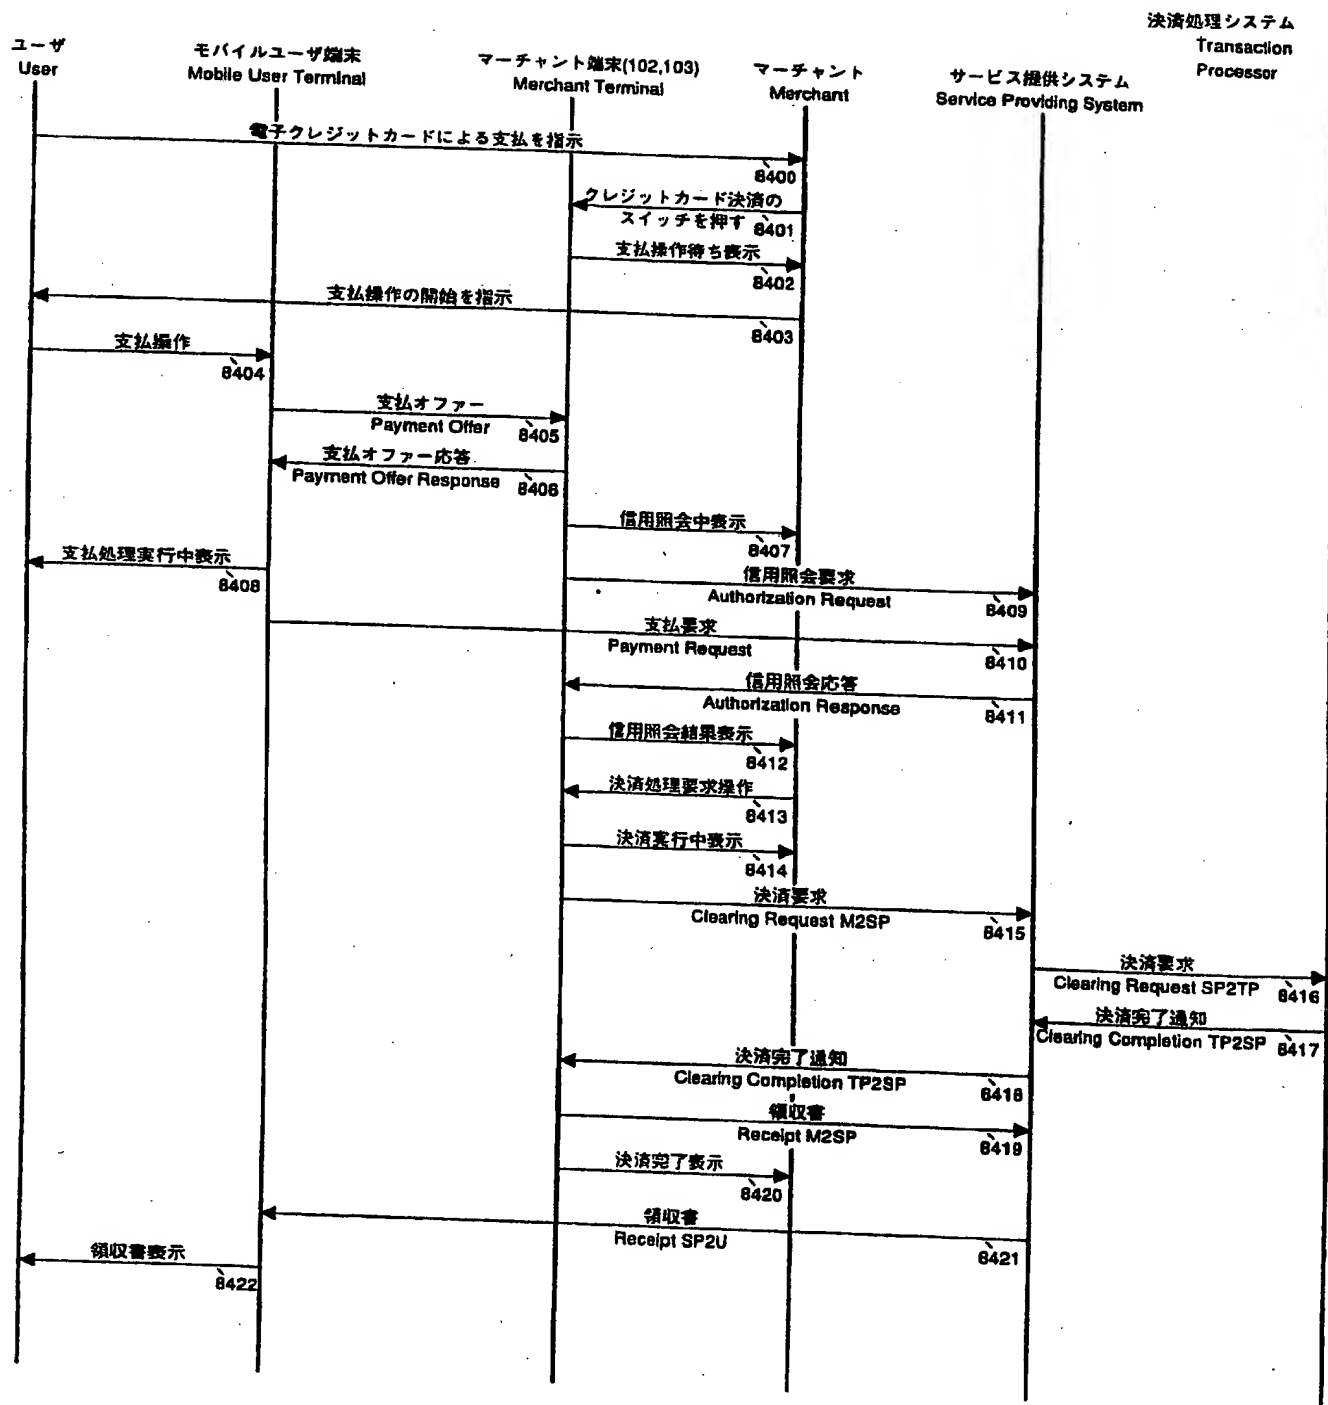 決済処理システム
Transaction
Processor
ユーザ
User
モバイルユーザ端末
Mobile User Terminal
マーチャント端末(102,103)
Merchant Terminal
マーチャント
Merchant
サービス提供システム
Service Providing System
電子クレジットカードによる支払を指示
8400
クレジットカード決済の
スイッチを押す
8401
支払操作待ち表示
8402
支払操作の開始を指示
8403
支払操作
8404
支払オファー
Payment Offer
8405
支払オファー応答
Payment Offer Response
8406
信用照会中表示
8407
支払処理実行中表示
8408
信用照会要求
Authorization Request
8409
支払要求
Payment Request
8410
信用照会応答
Authorization Response
8411
信用照会結果表示
8412
決済処理要求操作
8413
決済実行中表示
8414
決済要求
Clearing Request M2SP
8415
決済要求
Clearing Request SP2TP
8416
決済完了通知
Clearing Completion TP2SP
8417
決済完了通知
Clearing Completion TP2SP
8418
領収書
Receipt M2SP
8419
決済完了表示
8420
領収書
Receipt SP2U
8421
領収書表示
8422